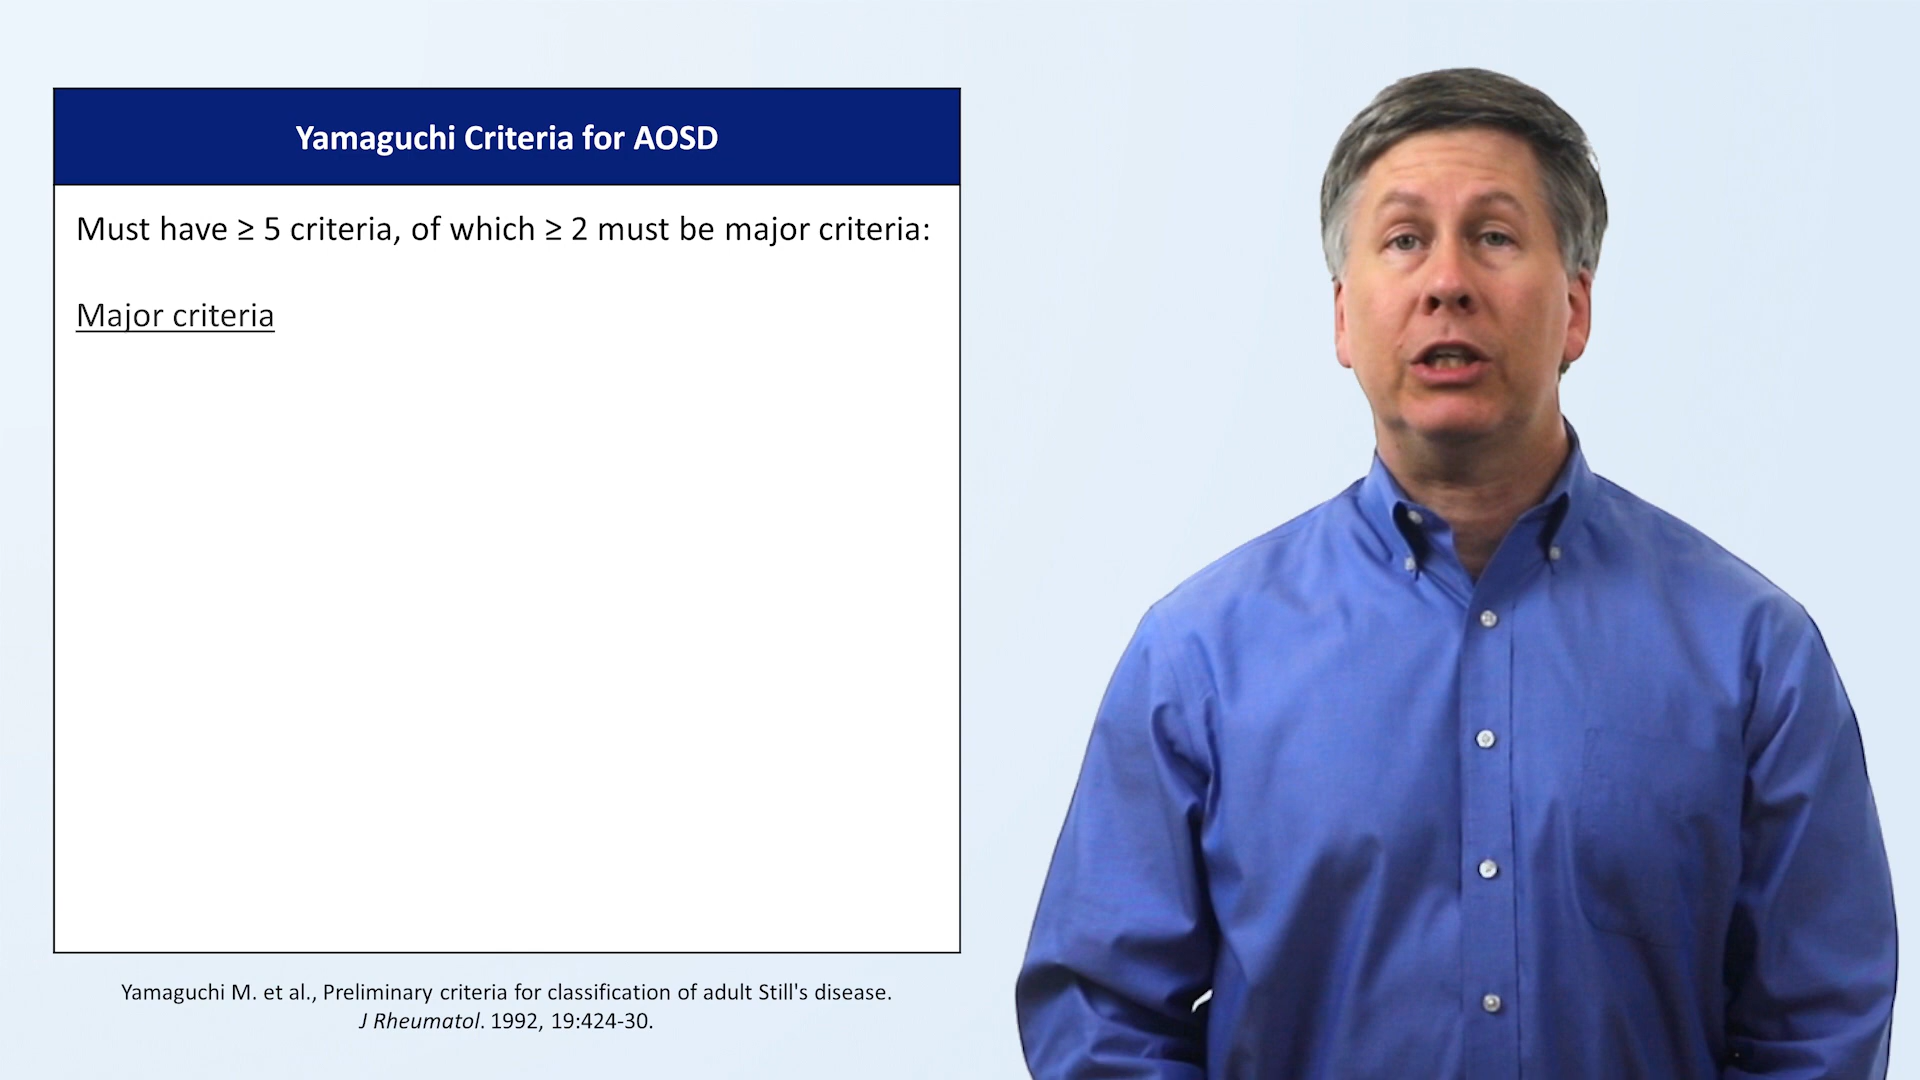 Yamaguchi Criteria for AOSD
Must have ≥ 5 criteria, of which ≥ 2 must be major criteria:
Major criteria
Yamaguchi M. et al., Preliminary criteria for classification of adult Still's disease.
J Rheumatol. 1992, 19:424-30.